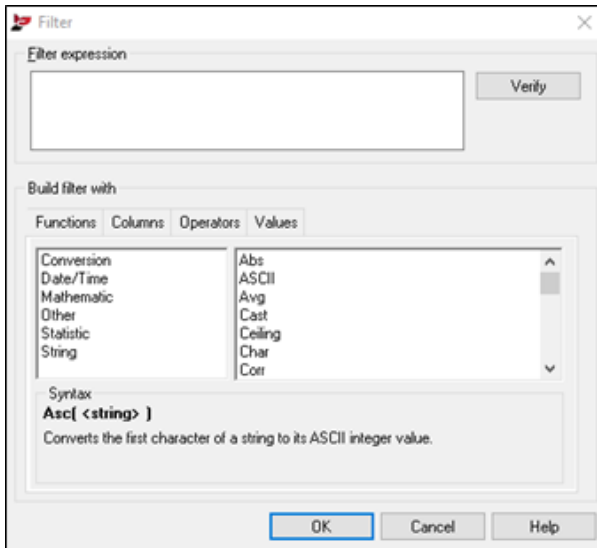 Filter
Filter expression
Verify
Build filter with
Functions Columns Operators Values
Conversion
Date/Time
Mathematic
Other
Statistic
String
Abs
ASCII
Avg
Cast
Ceiling
Char
Corr
Syntax
Asc( <string> )
Converts the first character of a string to its ASCII integer value.
OK Cancel Help